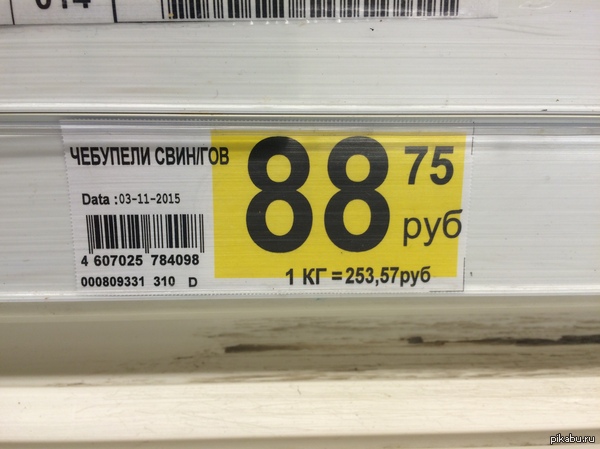 014
ЧЕБУПЕЛИ СВИН/ГОВ
88 75
руб
Data :03-11-2015
4 607025 784098
000809331 310 D
1 КГ =253,57руб
pikabu.ru